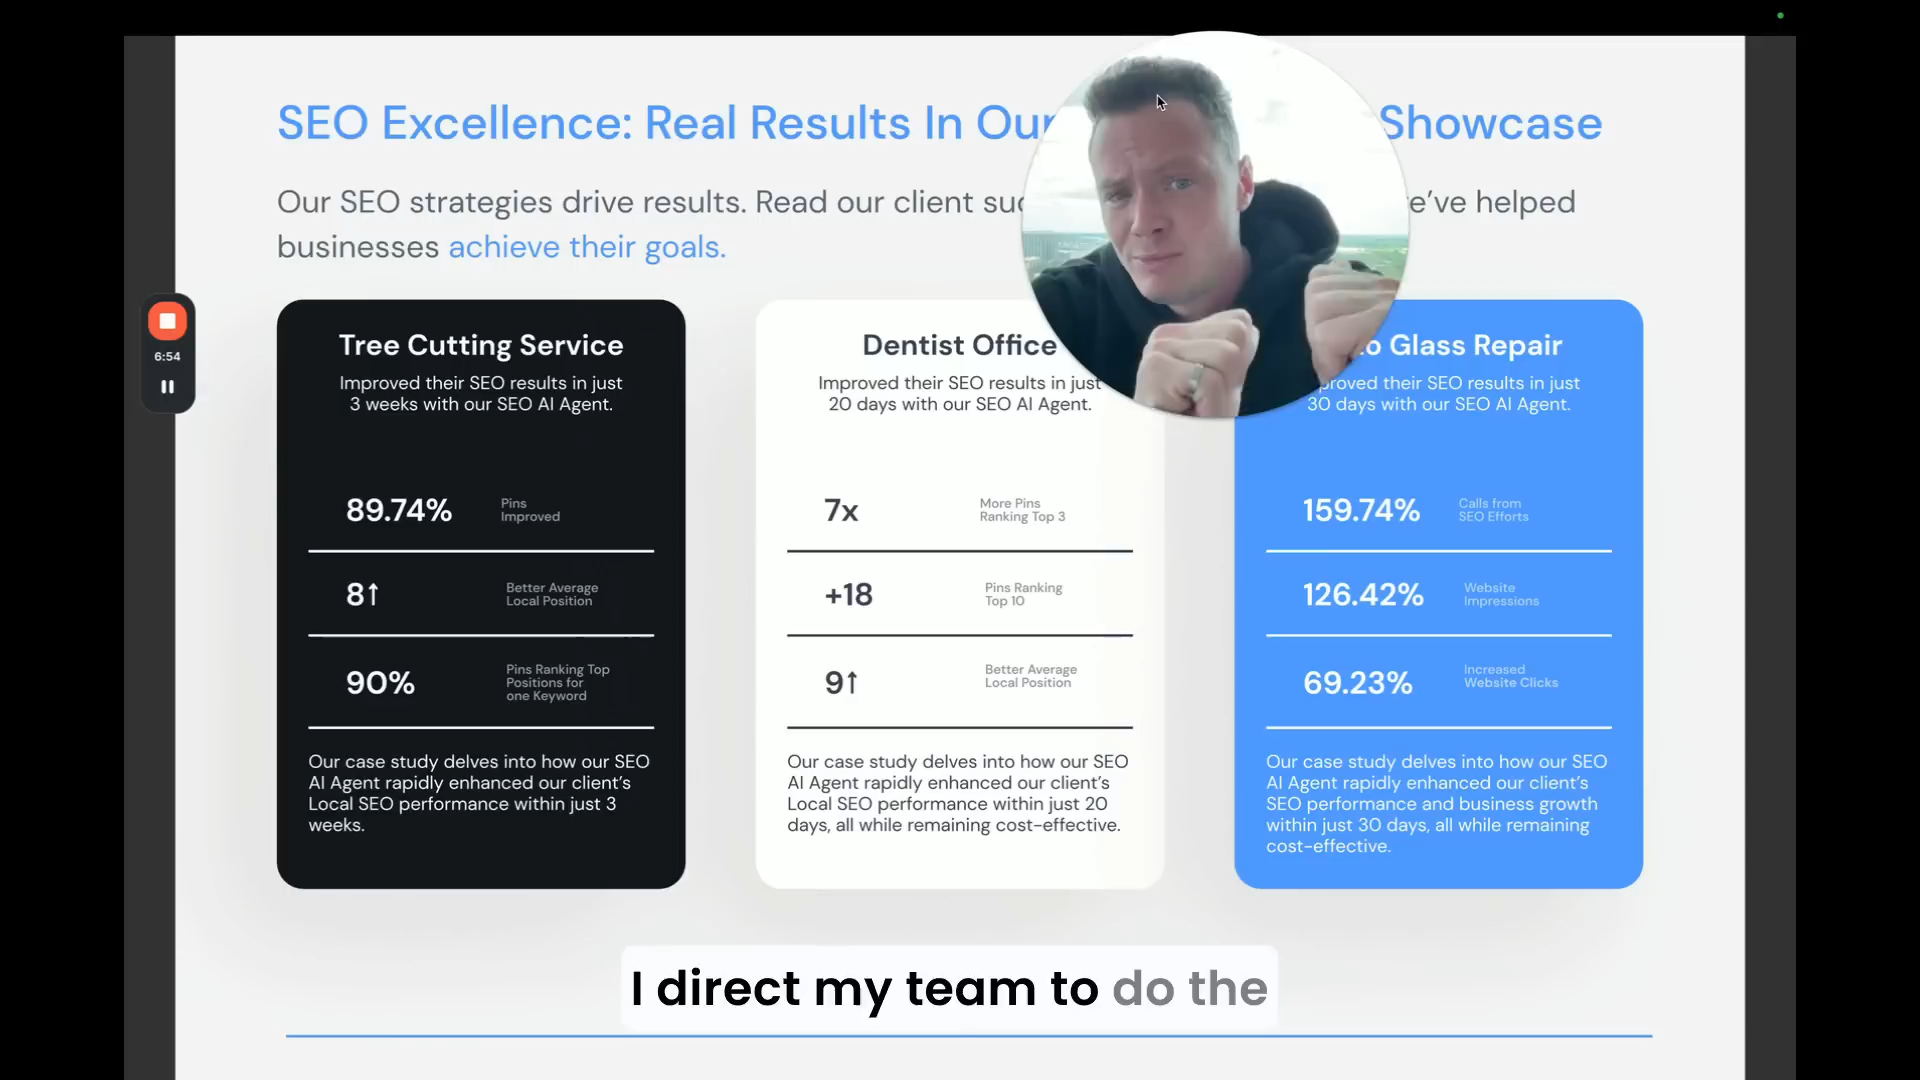 SEO Excellence: Real Results In Our Showcase
Our SEO strategies drive results. Read our client helped
businesses achieve their goals.
6:54
Tree Cutting Service
Improved their SEO results in just
3 weeks with our SEO AI Agent.
89.74% Pins
Improved
8↑ Better Average
Local Position
90% Pins Ranking Top
Positions for
one Keyword
Our case study delves into how our SEO
AI Agent rapidly enhanced our client's
Local SEO performance within just 3
weeks.
Dentist Office
Improved their SEO results in just
20 days with our SEO AI Agent.
7x More Pins
Ranking Top 3
+18 Pins Ranking
Top 10
9↑ Better Average
Local Position
Our case study delves into how our SEO
AI Agent rapidly enhanced our client's
Local SEO performance within just 20
days, all while remaining cost-effective.
Glass Repair
their SEO results in just
30 days with our SEO AI Agent.
159.74% Calls from
SEO Efforts
126.42% Website
Impressions
69.23% Increased
Website Clicks
Our case study delves into how our SEO
AI Agent rapidly enhanced our client's
SEO performance and business growth
within just 30 days, all while remaining
cost-effective.
I direct my team to do the